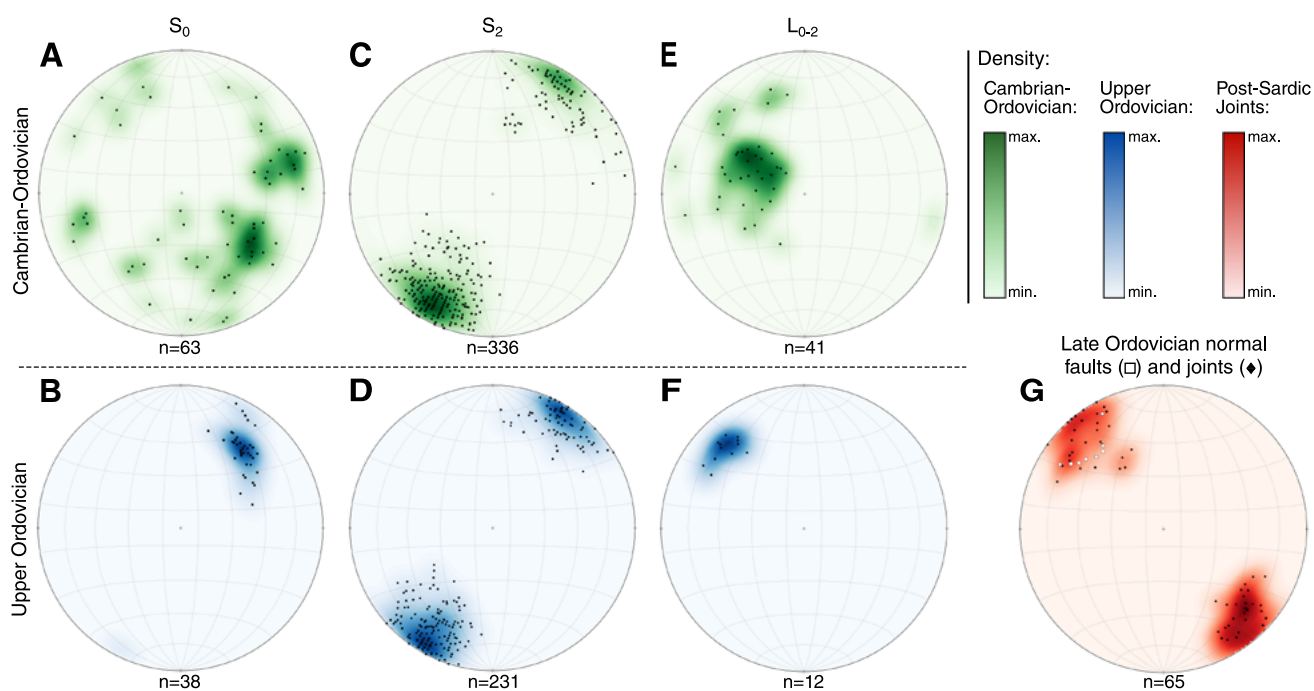 S0
S2
L0-2
A
C
E
Cambrian-Ordovician
n=63
n=336
n=41
Density:
Cambrian-
Ordovician:
Upper
Ordovician:
Post-Sardic
Joints:
max.
max.
max.
min.
min.
min.
Late Ordovician normal
faults (□) and joints (♦)
B
D
F
G
Upper Ordovician
n=38
n=231
n=12
n=65